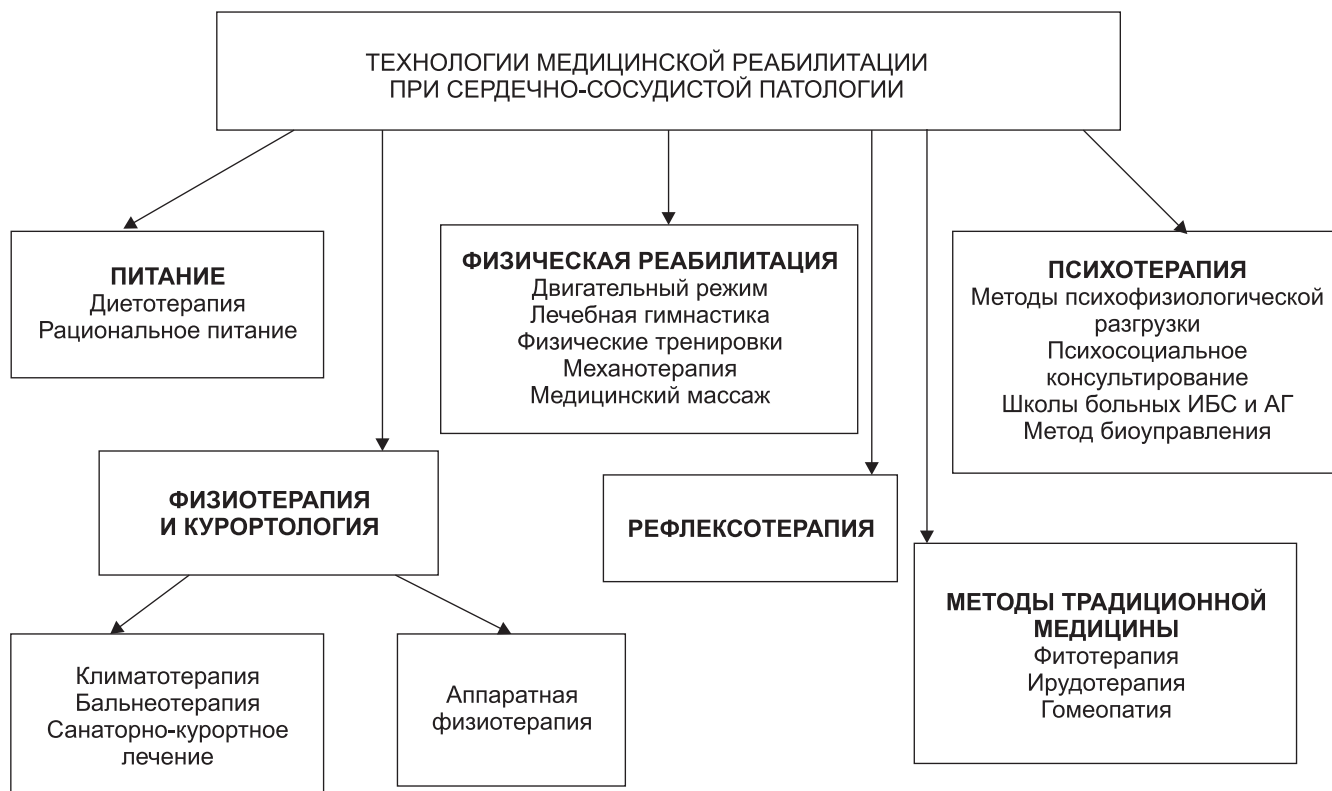 ТЕХНОЛОГИИ МЕДИЦИНСКОЙ РЕАБИЛИТАЦИИ
ПРИ СЕРДЕЧНО-СОСУДИСТОЙ ПАТОЛОГИИ
ПИТАНИЕ
Диетотерапия
Рациональное питание
ФИЗИЧЕСКАЯ РЕАБИЛИТАЦИЯ
Двигательный режим
Лечебная гимнастика
Физические тренировки
Механотерапия
Медицинский массаж
ПСИХОТЕРАПИЯ
Методы психофизиологической
разгрузки
Психосоциальное
консультирование
Школы больных ИБС и АГ
Метод биоуправления
ФИЗИОТЕРАПИЯ
И КУРОРТОЛОГИЯ
РЕФЛЕКСОТЕРАПИЯ
МЕТОДЫ ТРАДИЦИОННОЙ
МЕДИЦИНЫ
Фитотерапия
Ирудотерапия
Гомеопатия
Климатотерапия
Бальнеотерапия
Санаторно-курортное
лечение
Аппаратная
физиотерапия